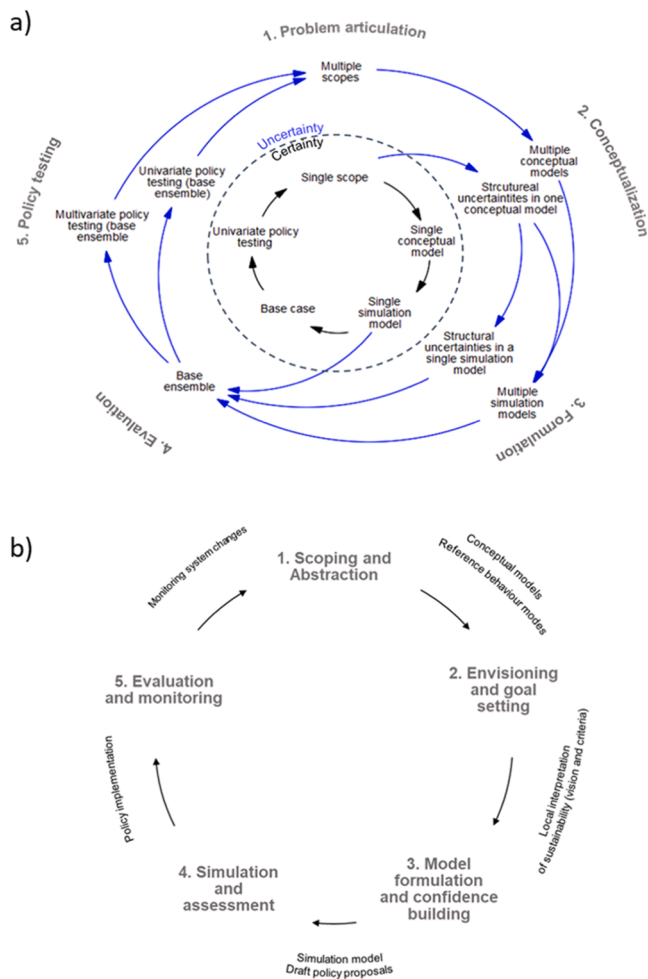 a)
1. Problem articulation
Multiple
scopes
2. Conceptualization
Uncertainty
Certainty
Multiple
conceptual
models
5. Policy testing
Univariate policy
testing (base
ensemble)
Single scope
Strcutureal
uncertaintites in one
conceptual model
Multivariate policy
testing (base
ensemble
Univariate policy
testing
Single
conceptual
model
Base case
Single
simulation
model
Structural
uncertainties in a
single simulation
model
Base
ensemble
Multiple
simulation
models
4. Evaluation
3. Formulation
b)
Monitoring system changes
1. Scoping and
Abstraction
Conceptual models
Reference behaviour modes
5. Evaluation
and monitoring
2. Envisioning
and goal
setting
Policy implementation
Local interpretation
of sustainability (vision and criteria)
4. Simulation
and
assessment
3. Model
formulation
and confidence
building
Simulation model
Draft policy proposals